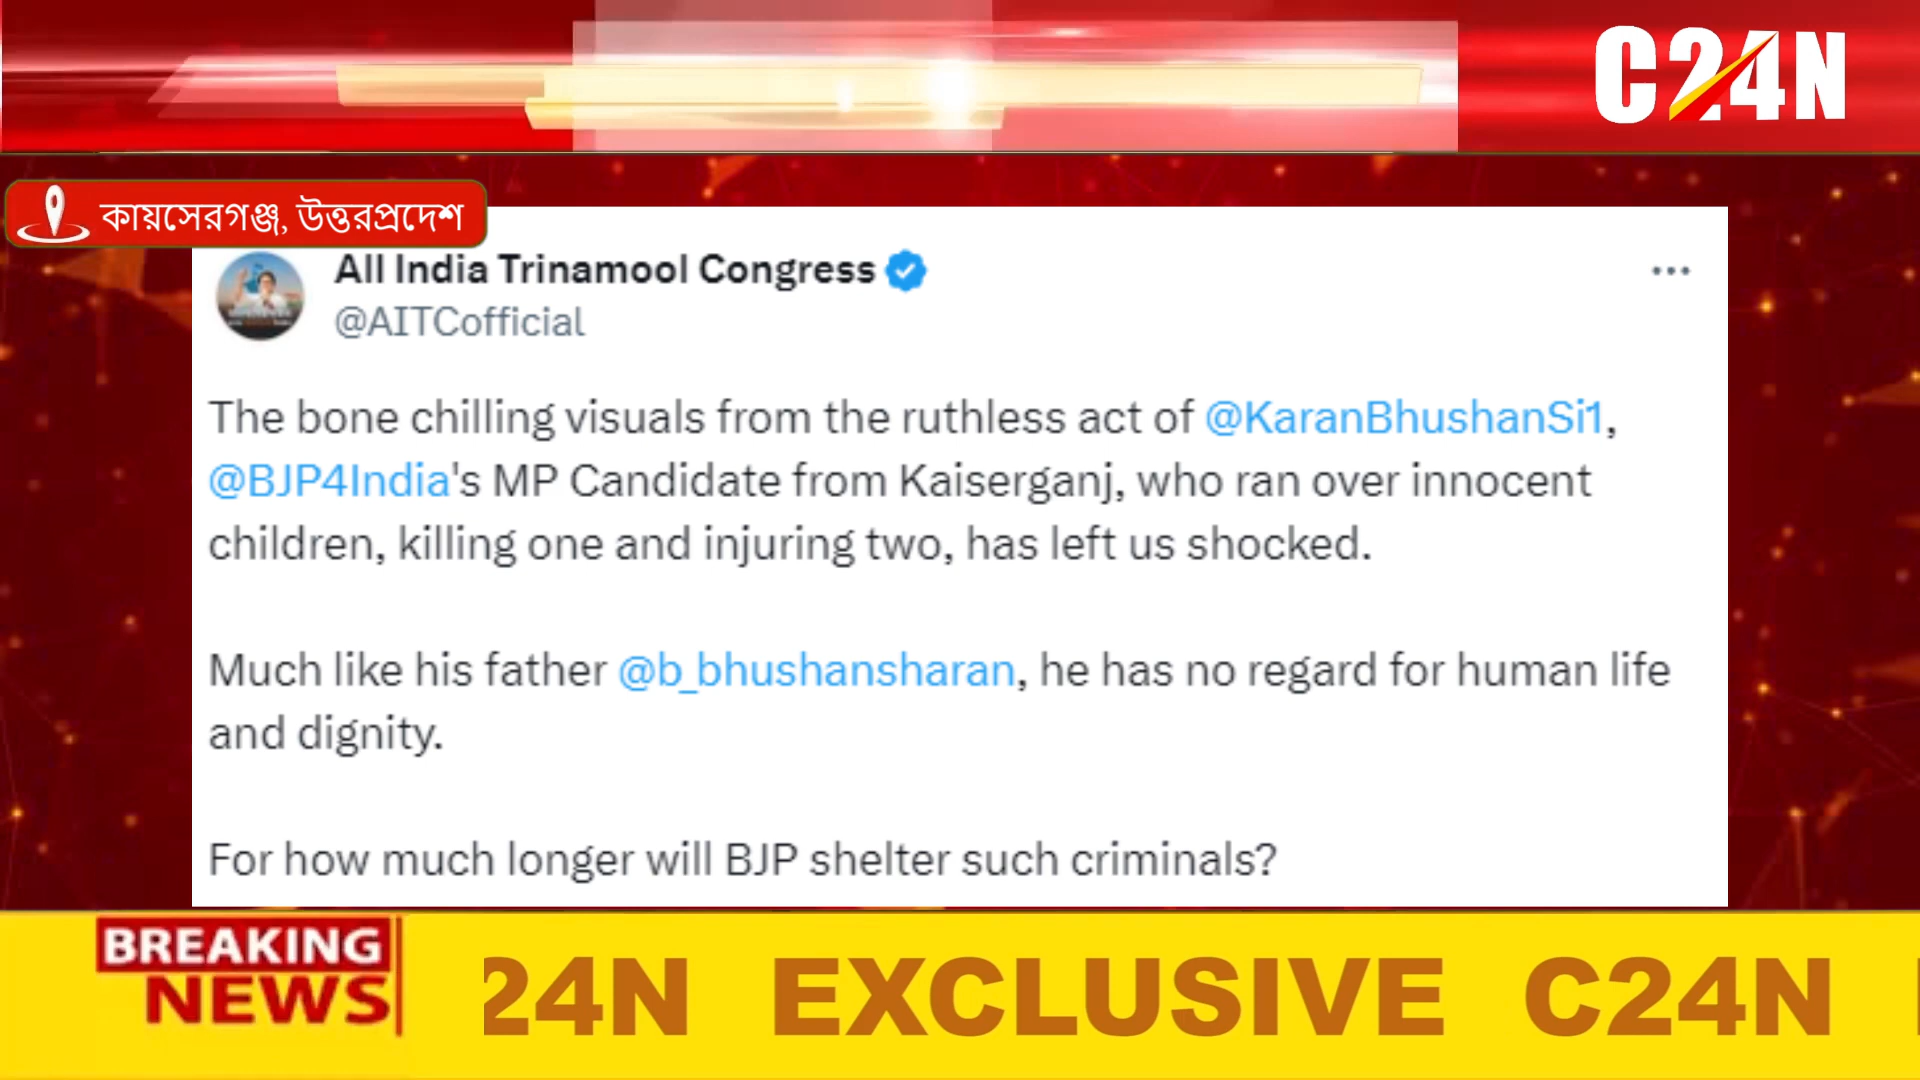 C24N
কায়সেরগঞ্জ, উত্তরপ্রদেশ
All India Trinamool Congress
@AITCofficial
The bone chilling visuals from the ruthless act of @KaranBhushanSi1,
@BJP4India's MP Candidate from Kaiserganj, who ran over innocent
children, killing one and injuring two, has left us shocked.
Much like his father @b_bhushansharan, he has no regard for human life
and dignity.
For how much longer will BJP shelter such criminals?
BREAKING
NEWS
24N EXCLUSIVE C24N